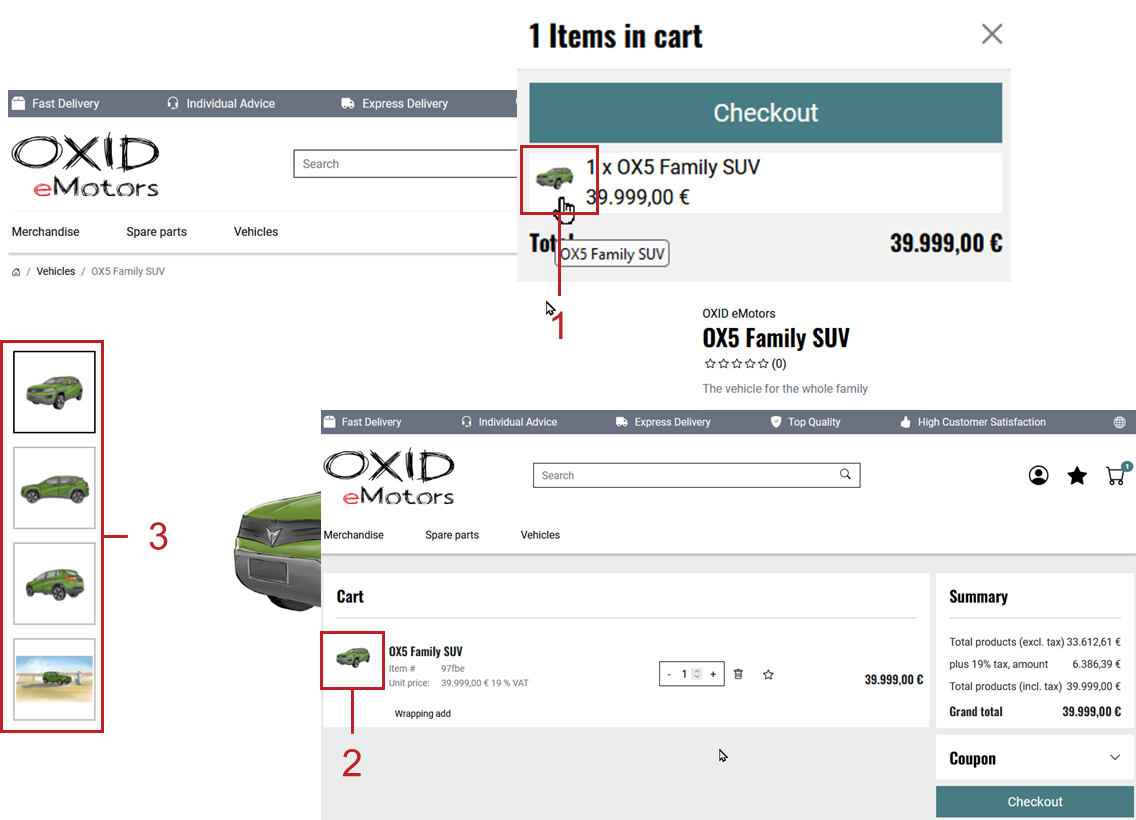 1 Items in cart
Checkout
1 x OX5 Family SUV
39.999,00 €
Total 39.999,00 €
OX5 Family SUV
1
Fast Delivery Individual Advice Express Delivery
OXID
eMotors
Search
Merchandise Spare parts Vehicles
/ Vehicles / OX5 Family SUV
OXID eMotors
OX5 Family SUV
(0)
The vehicle for the whole family
3
Fast Delivery Individual Advice Express Delivery Top Quality High Customer Satisfaction
OXID
eMotors
Search
1
Merchandise Spare parts Vehicles
Cart
OX5 Family SUV
Item # 97fbe
Unit price: 39.999,00 € 19 % VAT
- 1 +
39.999,00 €
Wrapping add
2
Summary
Total products (excl. tax) 33.612,61 €
plus 19% tax, amount 6.386,39 €
Total products (incl. tax) 39.999,00 €
Grand total 39.999,00 €
Coupon
Checkout